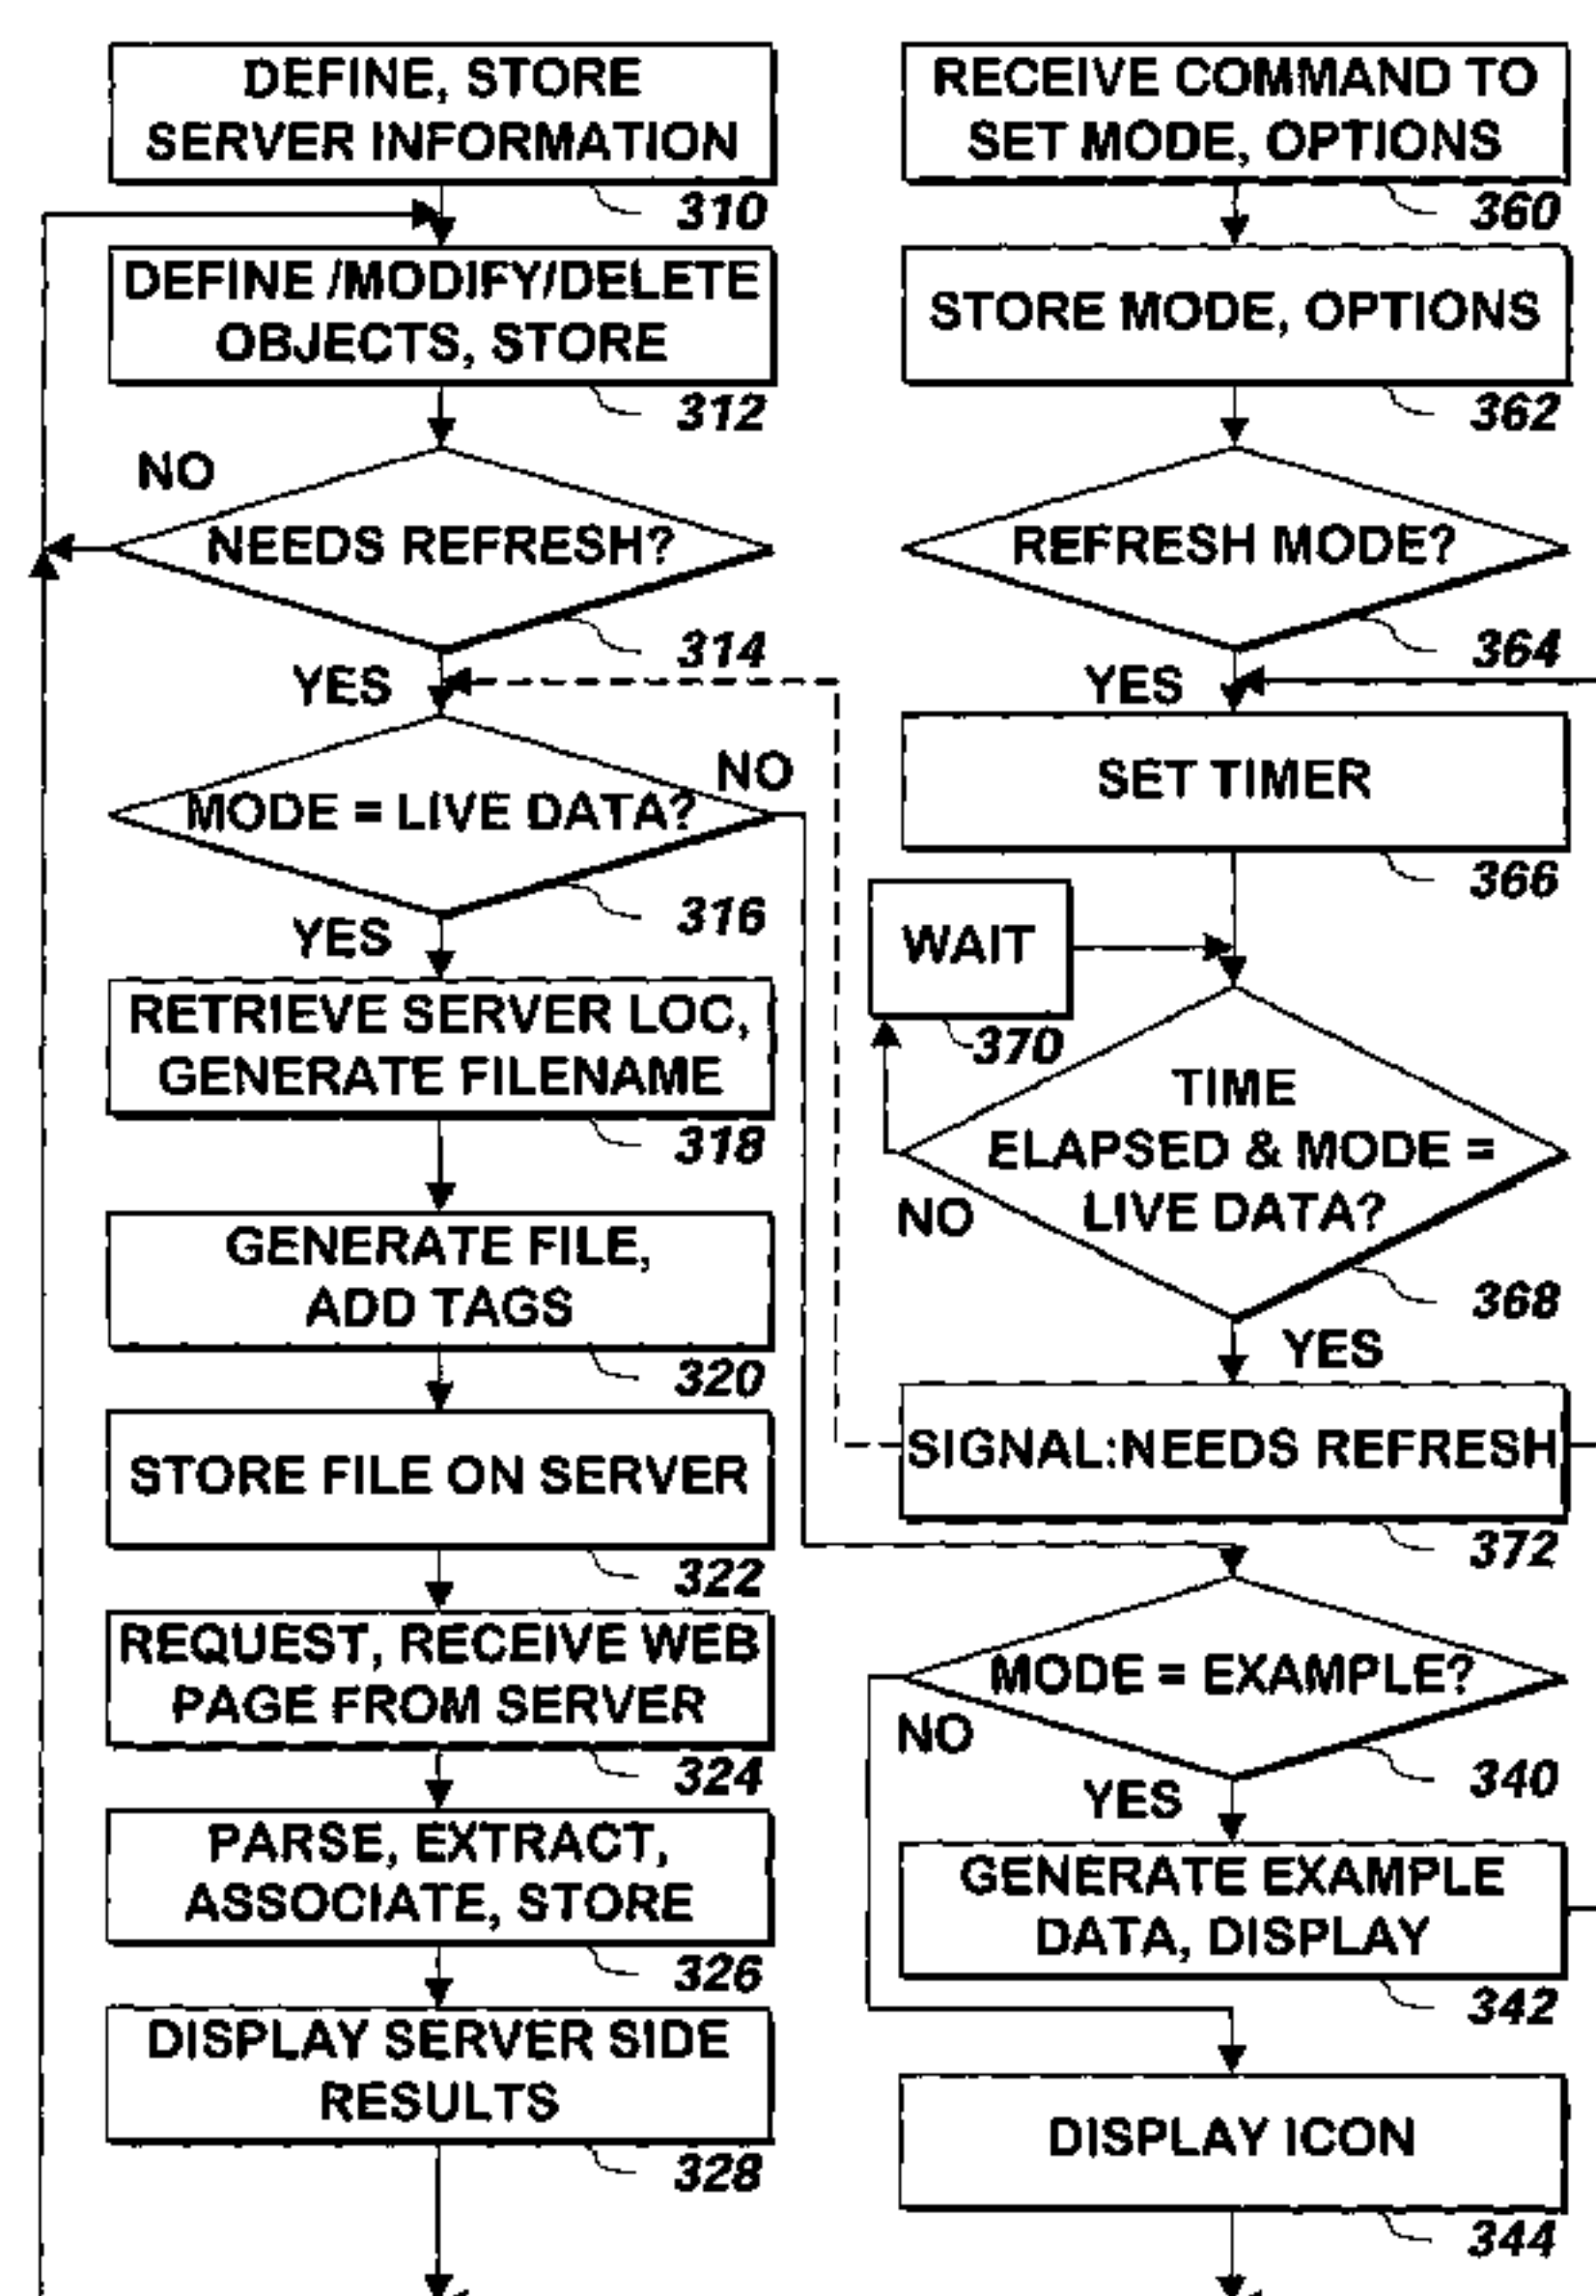 DEFINE, STORE
SERVER INFORMATION
310
DEFINE /MODIFY/DELETE
OBJECTS, STORE
312
NO
NEEDS REFRESH?
314
YES
NO
MODE = LIVE DATA?
316
YES
RETRIEVE SERVER LOC,
GENERATE FILENAME
318
GENERATE FILE,
ADD TAGS
320
STORE FILE ON SERVER
322
REQUEST, RECEIVE WEB
PAGE FROM SERVER
324
PARSE, EXTRACT,
ASSOCIATE, STORE
326
DISPLAY SERVER SIDE
RESULTS
328
RECEIVE COMMAND TO
SET MODE, OPTIONS
360
STORE MODE, OPTIONS
362
REFRESH MODE?
364
YES
SET TIMER
366
WAIT
370
TIME
ELAPSED & MODE =
LIVE DATA?
NO
368
YES
SIGNAL:NEEDS REFRESH
372
MODE = EXAMPLE?
NO
340
YES
GENERATE EXAMPLE
DATA, DISPLAY
342
DISPLAY ICON
344